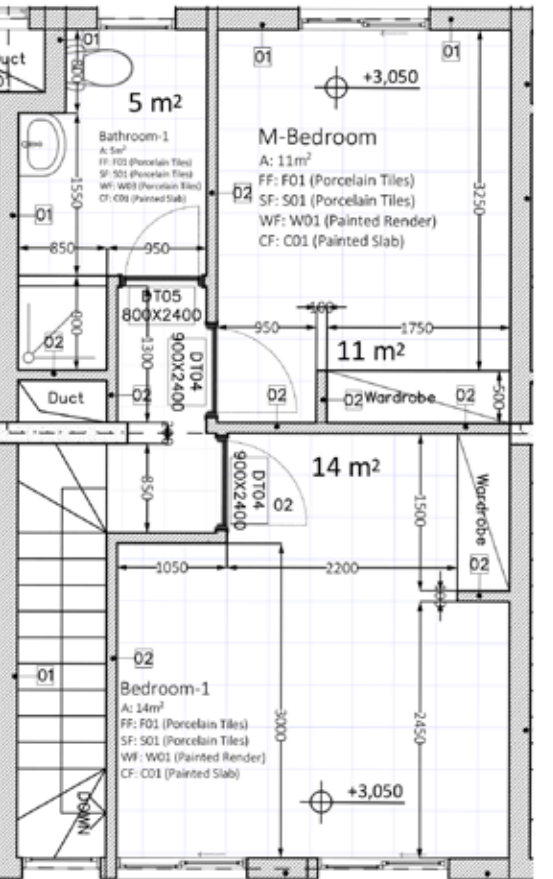 uct
01
01
01
01
800
5 m²
+3,050
Bathroom-1
A: 5m²
FF: F01 (Porcelain Tiles)
SF: S01 (Porcelain Tiles)
WF: W03 (Porcelain Tiles)
CF: C01 (Painted Slab)
M-Bedroom
A: 11m²
FF: F01 (Porcelain Tiles)
SF: S01 (Porcelain Tiles)
WF: W01 (Painted Render)
CF: C01 (Painted Slab)
1550
02
3250
01
850
950
DT05
800X2400
02
1300
DT04
900X2400
950
100
1750
11 m²
Duct
02
02
02
Wardrobe
02
500
850
DT04
900X2400
02
14 m²
1500
Wardrobe
02
1050
2200
01
02
Bedroom-1
A: 14m²
FF: F01 (Porcelain Tiles)
SF: S01 (Porcelain Tiles)
WF: W01 (Painted Render)
CF: C01 (Painted Slab)
3000
2450
+3,050
DOWN